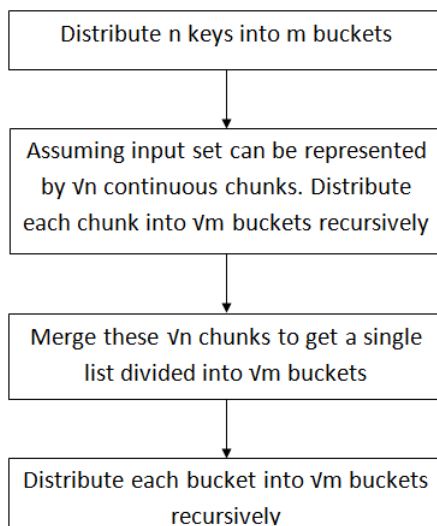 Distribute n keys into m buckets
Assuming input set can be represented
by √n continuous chunks. Distribute
each chunk into √m buckets recursively
Merge these √n chunks to get a single
list divided into √m buckets
Distribute each bucket into √m buckets
recursively